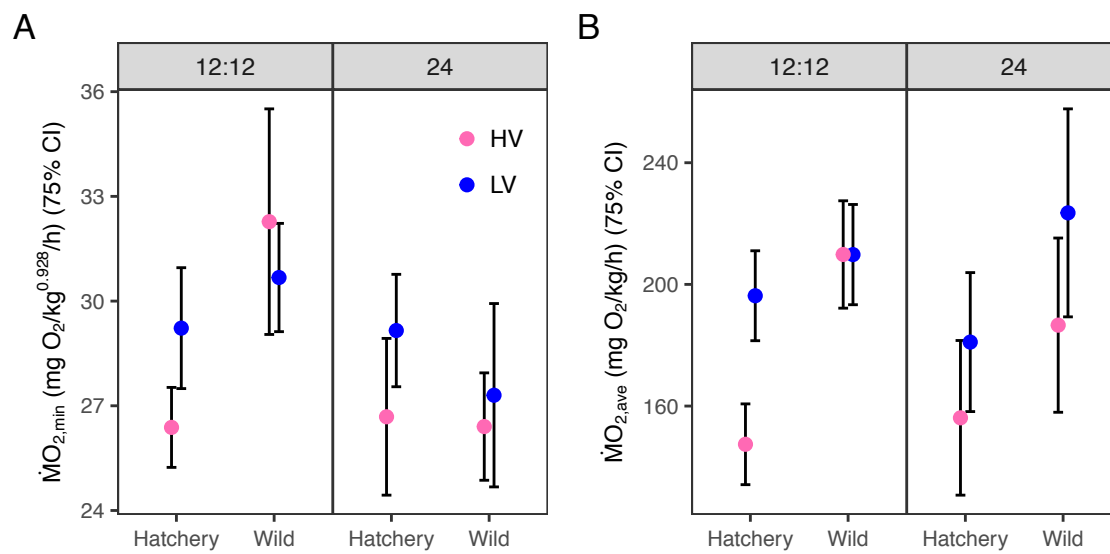 A
12:12
24
ṀO₂,min (mg O₂/kg⁰·⁹²⁸/h) (75% CI)
36
33
30
27
24
HV
LV
Hatchery
Wild
Hatchery
Wild
B
12:12
24
ṀO₂,ave (mg O₂/kg/h) (75% CI)
240
200
160
Hatchery
Wild
Hatchery
Wild